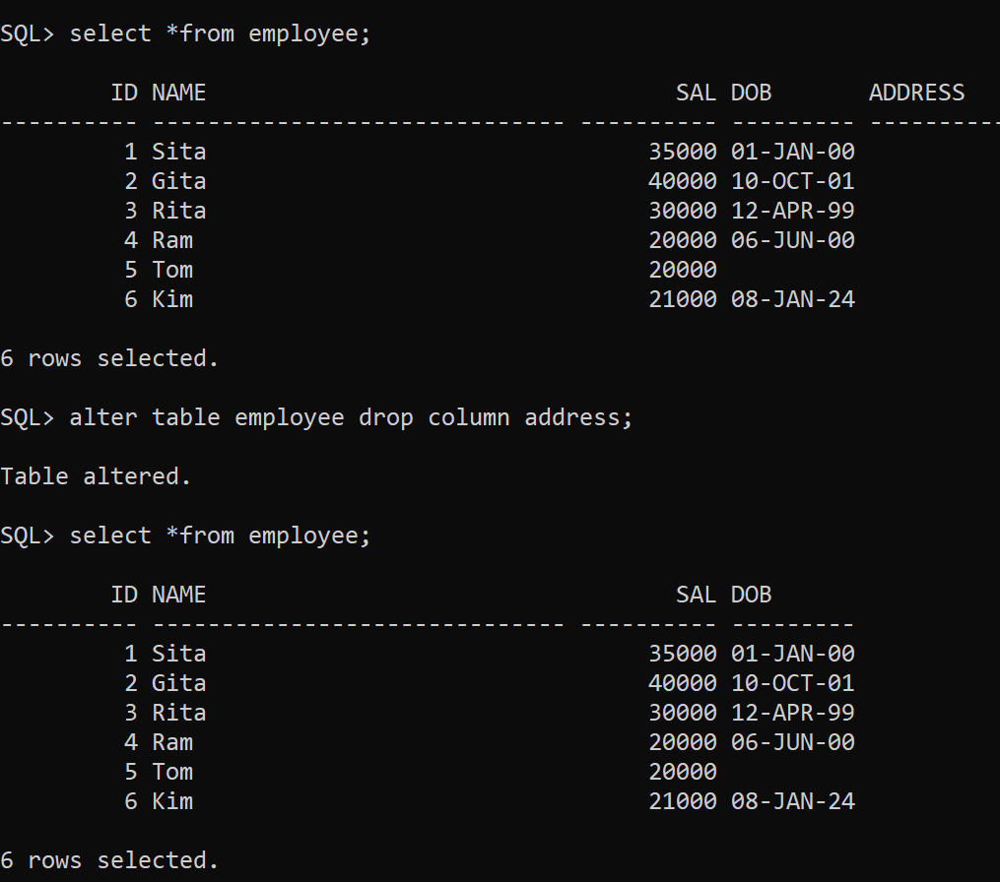 SQL> select *from employee;
        ID NAME                                  SAL DOB       ADDRESS
---------- ------------------------------ ---------- --------- ----------
         1 Sita                                35000 01-JAN-00
         2 Gita                                40000 10-OCT-01
         3 Rita                                30000 12-APR-99
         4 Ram                                 20000 06-JUN-00
         5 Tom                                 20000
         6 Kim                                 21000 08-JAN-24
6 rows selected.
SQL> alter table employee drop column address;
Table altered.
SQL> select *from employee;
        ID NAME                                  SAL DOB
---------- ------------------------------ ---------- ---------
         1 Sita                                35000 01-JAN-00
         2 Gita                                40000 10-OCT-01
         3 Rita                                30000 12-APR-99
         4 Ram                                 20000 06-JUN-00
         5 Tom                                 20000
         6 Kim                                 21000 08-JAN-24
6 rows selected.